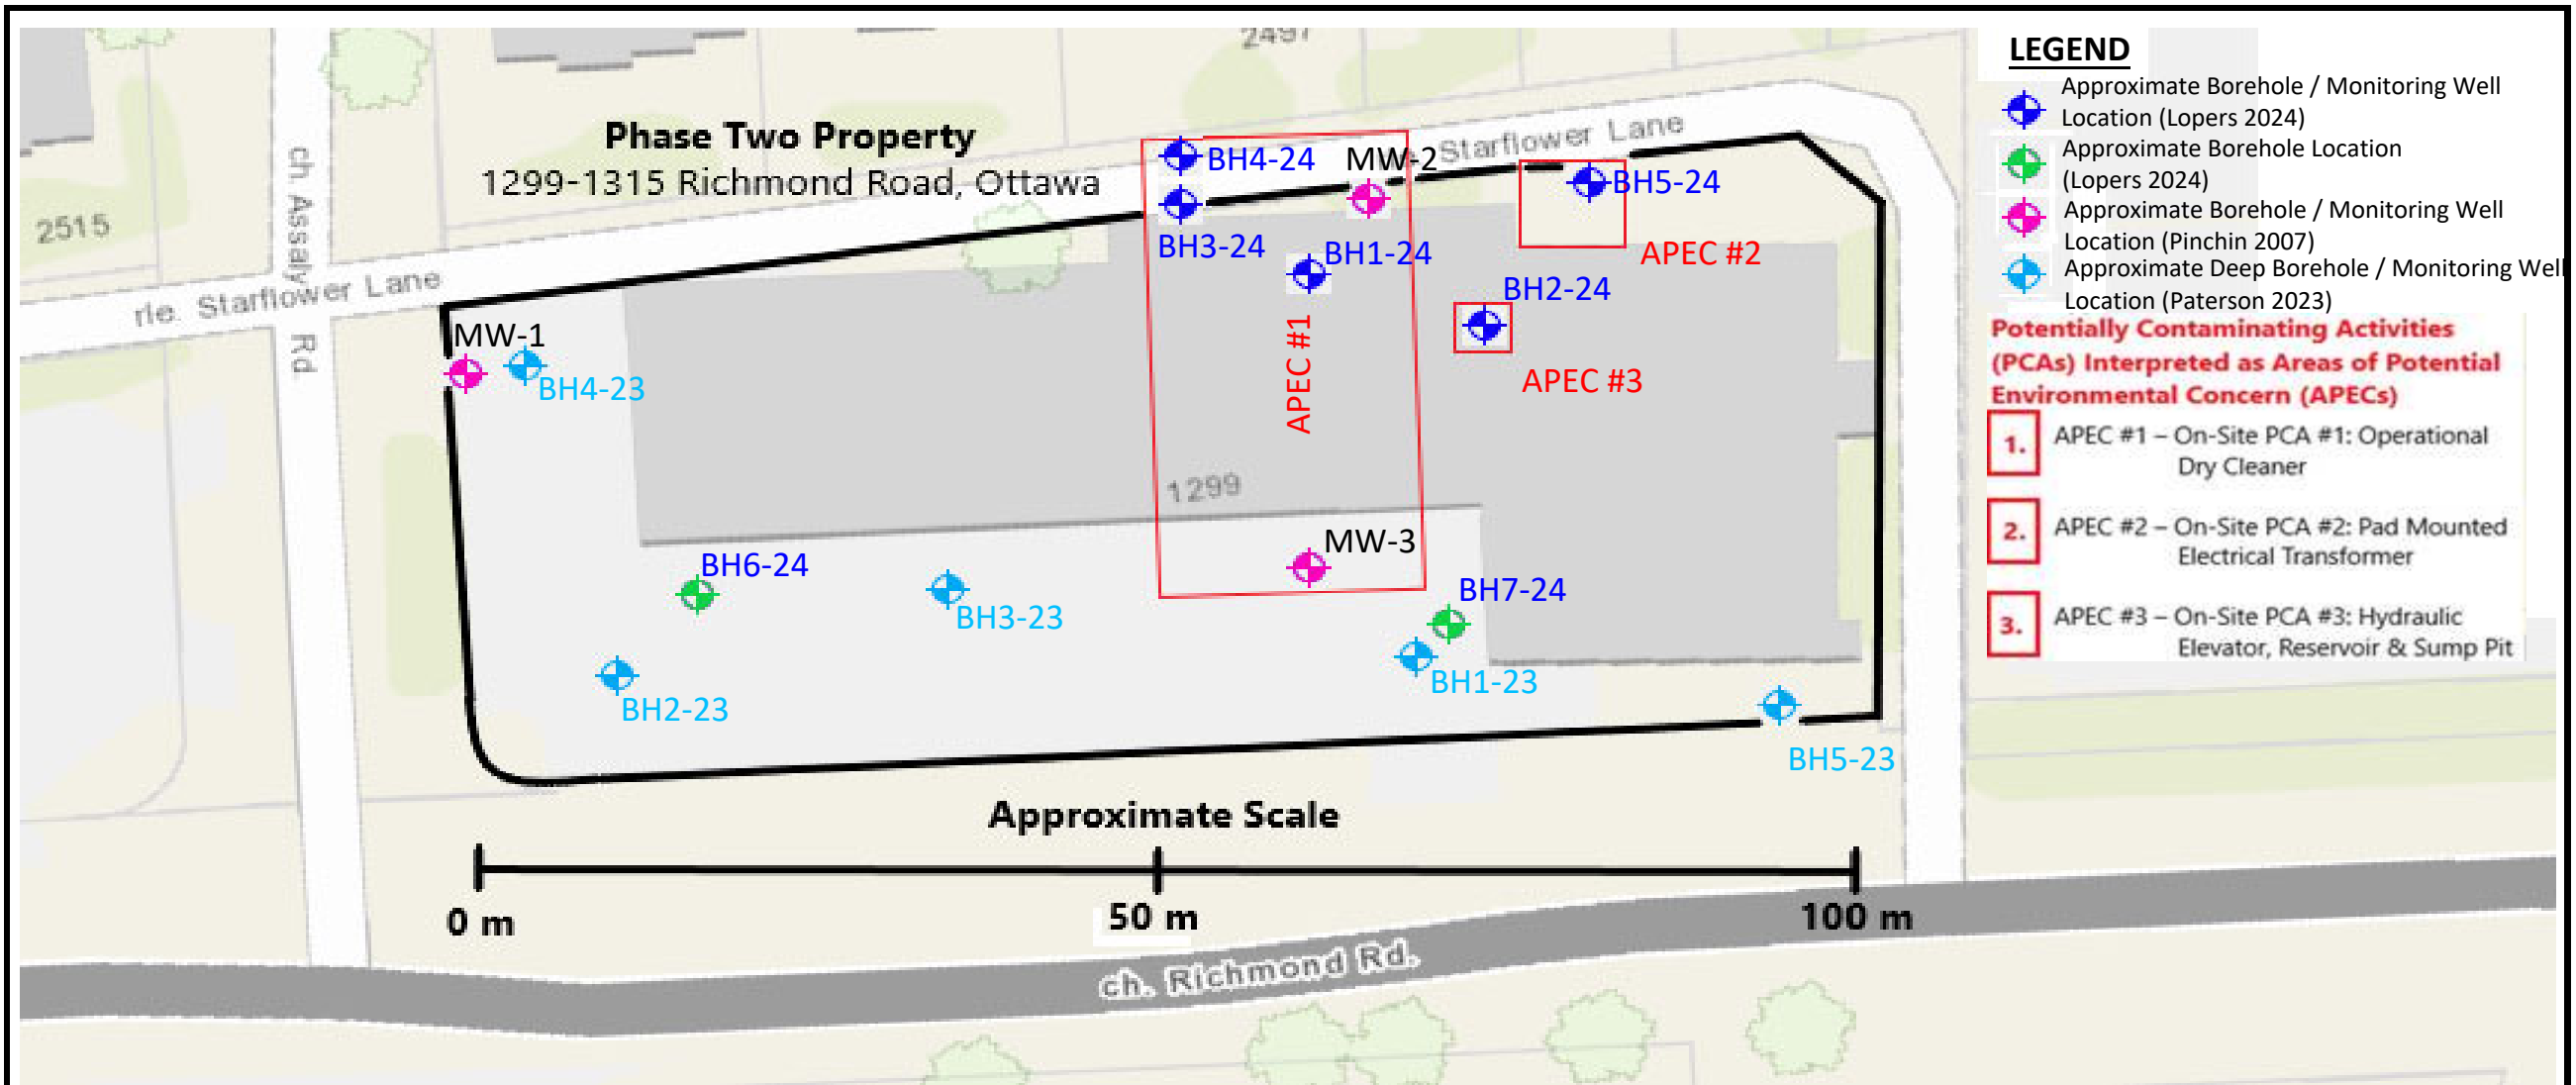 2497
LEGEND
Approximate Borehole / Monitoring Well
Location (Lopers 2024)
Approximate Borehole Location
(Lopers 2024)
Approximate Borehole / Monitoring Well
Location (Pinchin 2007)
Approximate Deep Borehole / Monitoring Well
Location (Paterson 2023)
Potentially Contaminating Activities
(PCAs) Interpreted as Areas of Potential
Environmental Concern (APECs)
1. APEC #1 – On-Site PCA #1: Operational
Dry Cleaner
2. APEC #2 – On-Site PCA #2: Pad Mounted
Electrical Transformer
3. APEC #3 – On-Site PCA #3: Hydraulic
Elevator, Reservoir & Sump Pit
Phase Two Property
1299-1315 Richmond Road, Ottawa
Starflower Lane
BH4-24
MW-2
BH5-24
2515
ch. Assaly Rd.
BH3-24
BH1-24
APEC #2
BH2-24
rle. Starflower Lane
MW-1
BH4-23
APEC #1
APEC #3
1299
MW-3
BH6-24
BH3-23
BH7-24
BH2-23
BH1-23
BH5-23
Approximate Scale
0 m
50 m
100 m
ch. Richmond Rd.